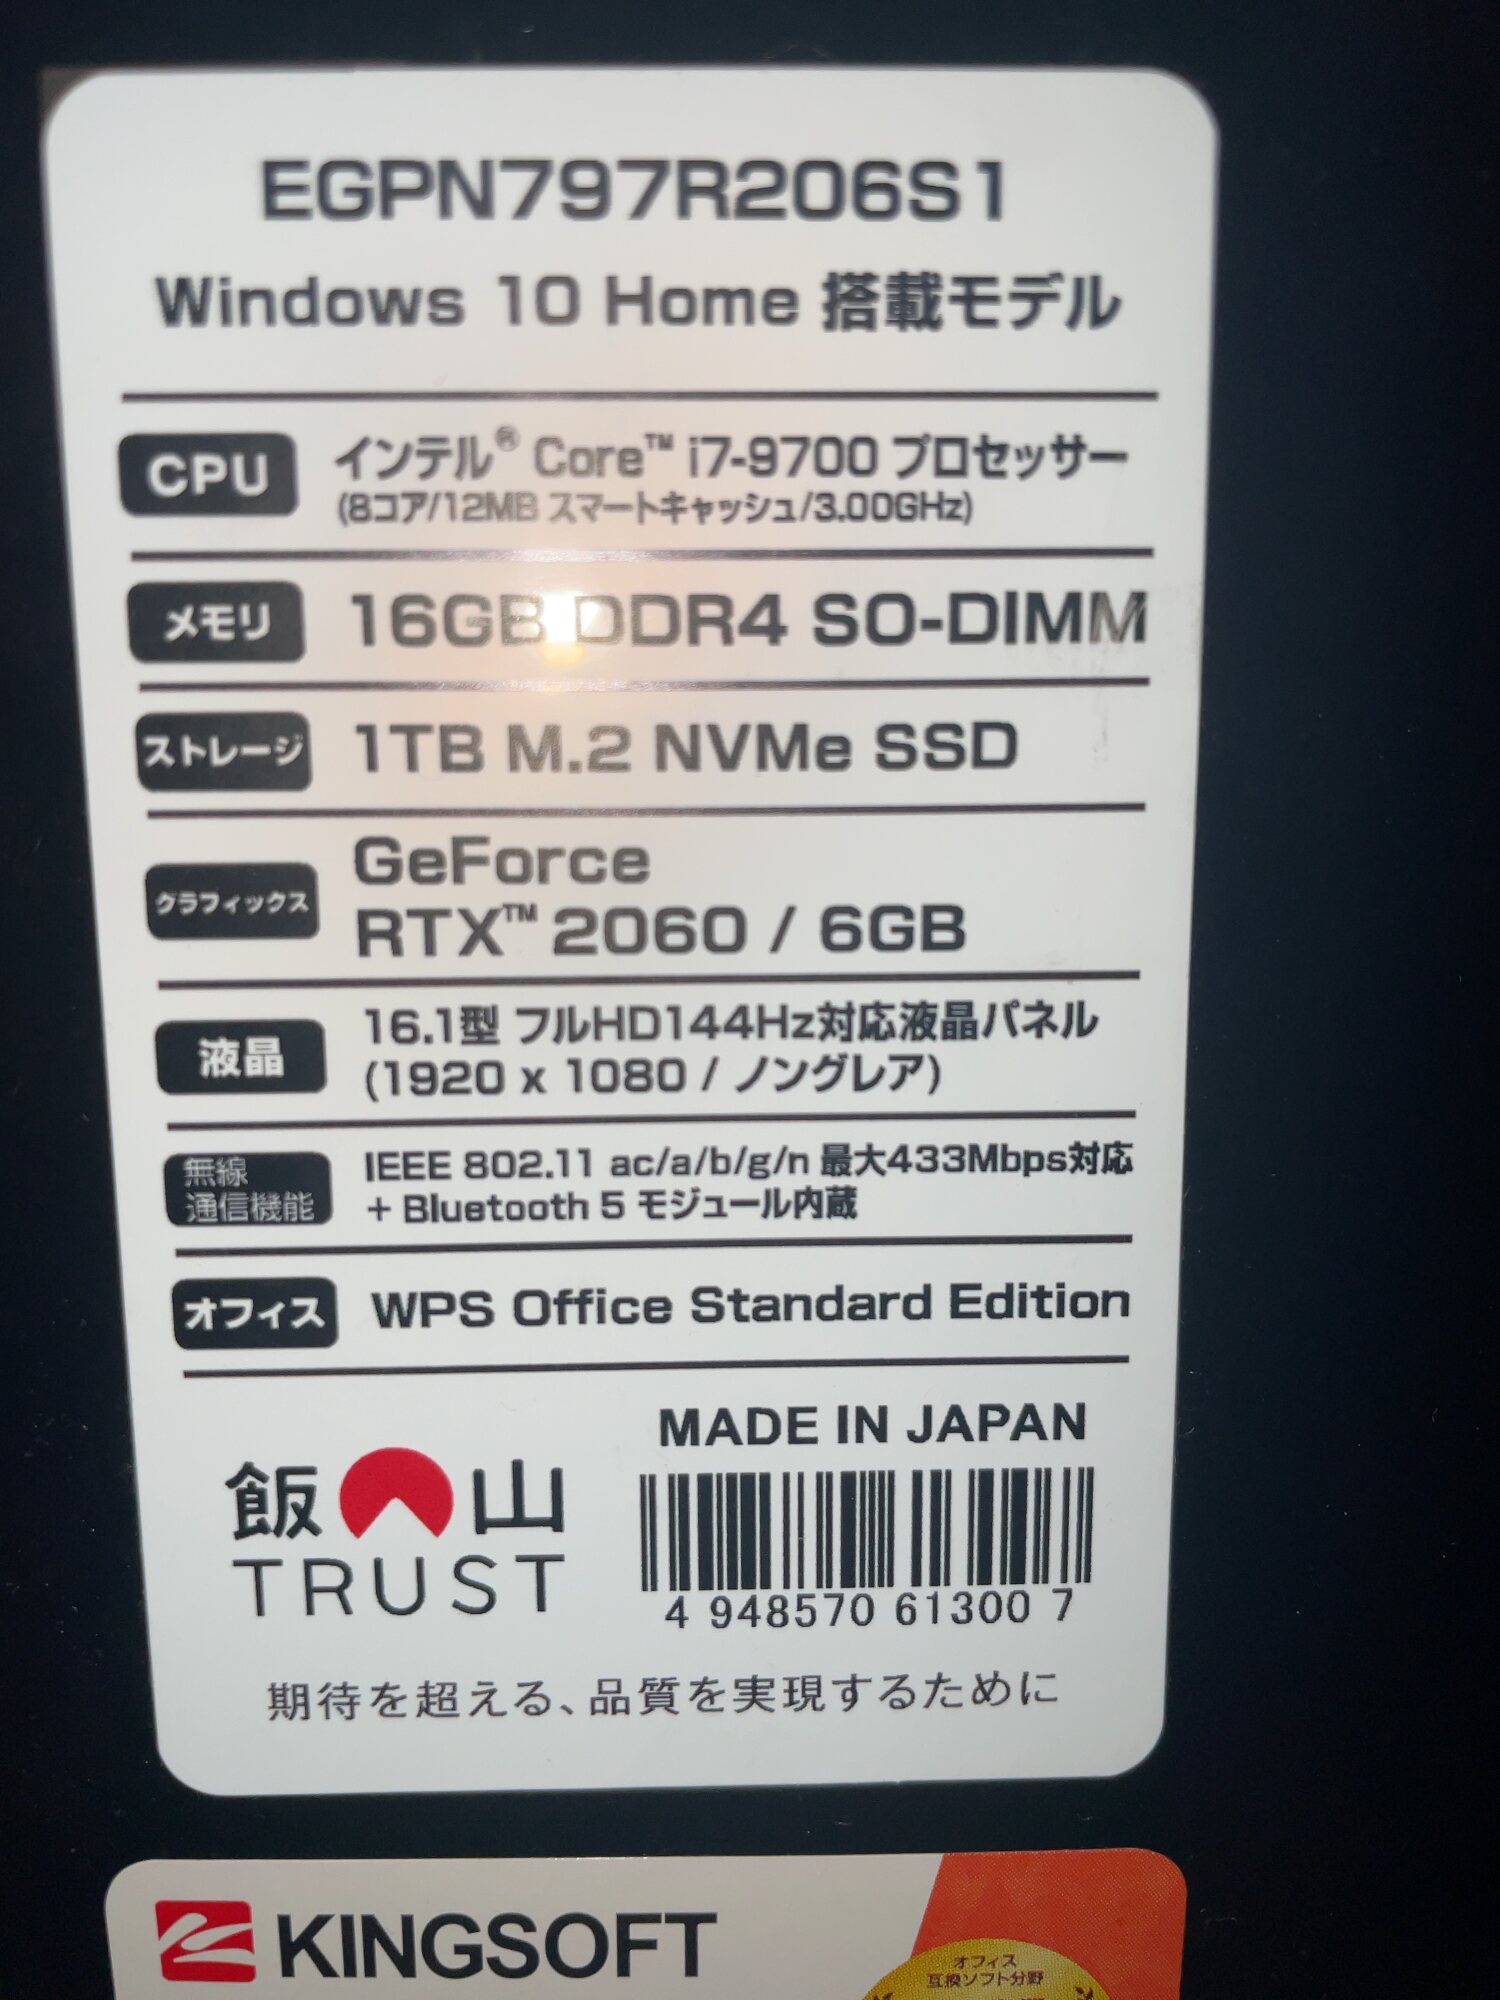 EGPN797R206S1
Windows 10 Home 搭載モデル
CPU
インテル® Core™ i7-9700 プロセッサー
(8コア/12MB スマートキャッシュ/3.00GHz)
メモリ
16GB DDR4 SO-DIMM
ストレージ
1TB M.2 NVMe SSD
グラフィックス
GeForce
RTX™ 2060 / 6GB
液晶
16.1型 フルHD144Hz対応液晶パネル
(1920 x 1080 / ノングレア)
無線
通信機能
IEEE 802.11 ac/a/b/g/n 最大433Mbps対応
+ Bluetooth 5 モジュール内蔵
オフィス
WPS Office Standard Edition
MADE IN JAPAN
飯山
TRUST
4 948570 61300 7
期待を超える、品質を実現するために
KINGSOFT
オフィス
互換ソフト分野